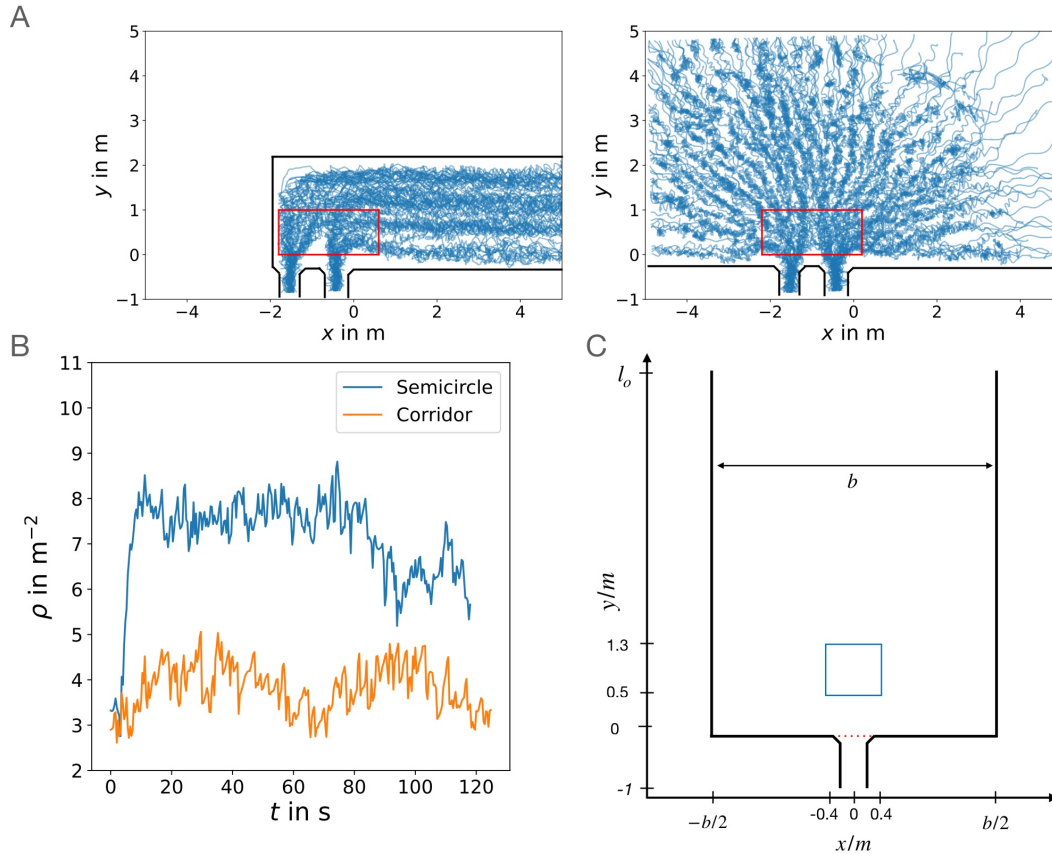 A
5
4
3
2
1
0
−1
y in m
−4
−2
0
2
4
x in m
5
4
3
2
1
0
−1
y in m
−4
−2
0
2
4
x in m
B
11
10
9
8
7
6
5
4
3
2
ρ in m⁻²
Semicircle
Corridor
0
20
40
60
80
100
120
t in s
C
lₒ
b
y/m
1.3
0.5
0
-1
−b/2
-0.4
0
0.4
b/2
x/m